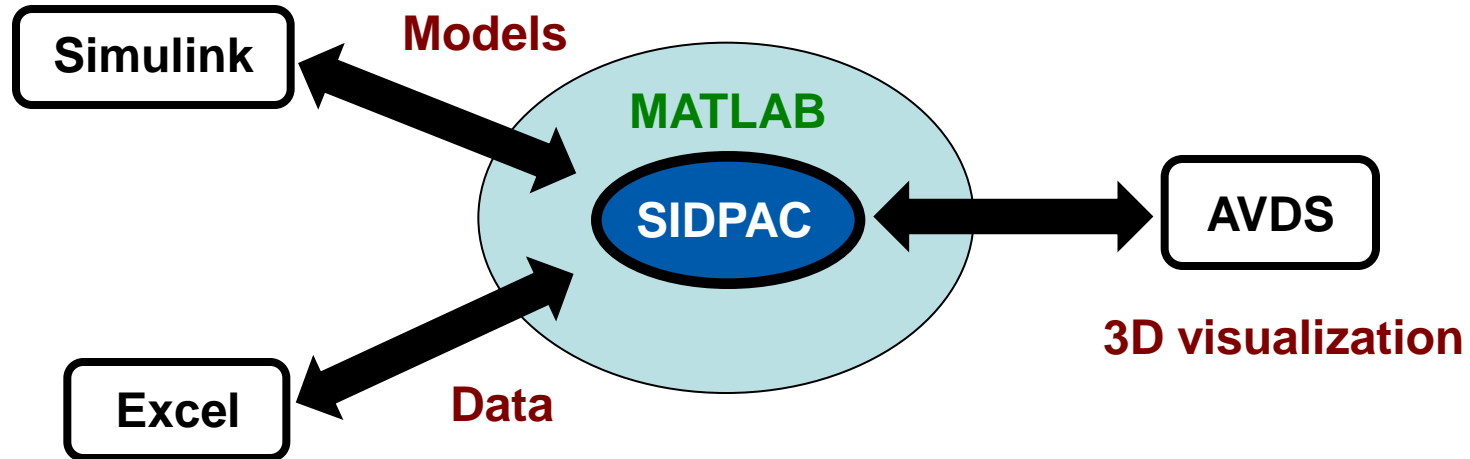 Simulink
Models
MATLAB
SIDPAC
AVDS
3D visualization
Excel
Data